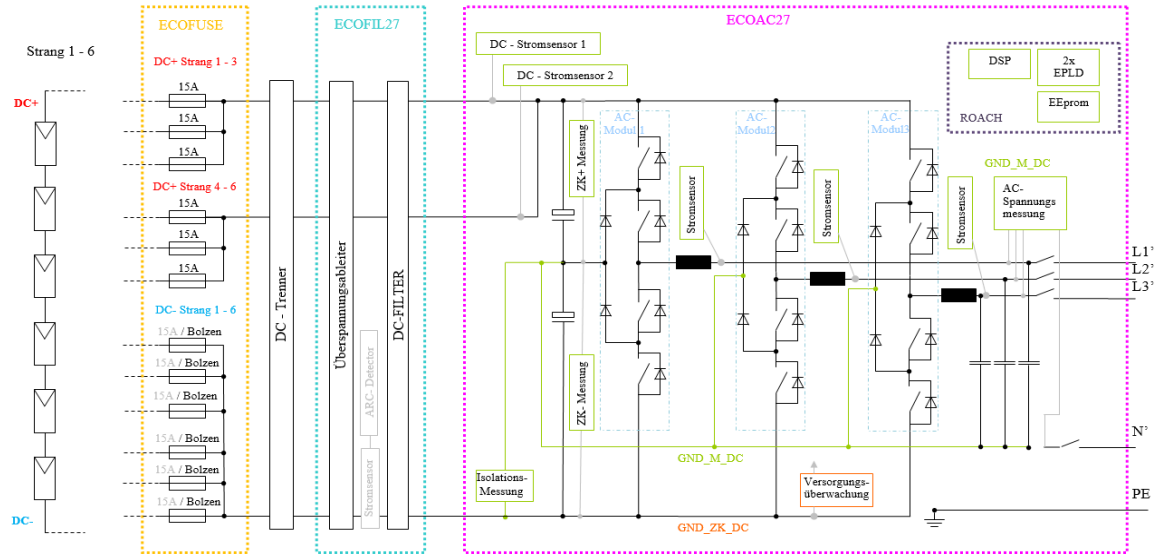 ECOFUSE
ECOFIL27
ECOAC27
Strang 1 - 6
DC+
DC-
DC+ Strang 1 - 3
15A
15A
15A
DC+ Strang 4 - 6
15A
15A
15A
DC- Strang 1 - 6
15A / Bolzen
15A / Bolzen
15A / Bolzen
15A / Bolzen
15A / Bolzen
15A / Bolzen
DC - Trenner
Überspannungsableiter
ARC- Detector
Stromsensor
DC-FILTER
DC - Stromsensor 1
DC - Stromsensor 2
ZK+ Messung
ZK- Messung
Isolations-
Messung
AC-
Modul1
AC-
Modul2
AC-
Modul3
Stromsensor
Stromsensor
Stromsensor
DSP
2x
EPLD
EEprom
ROACH
GND_M_DC
AC-
Spannungs
messung
L1'
L2'
L3'
N'
PE
GND_M_DC
Versorgungs-
überwachung
GND_ZK_DC